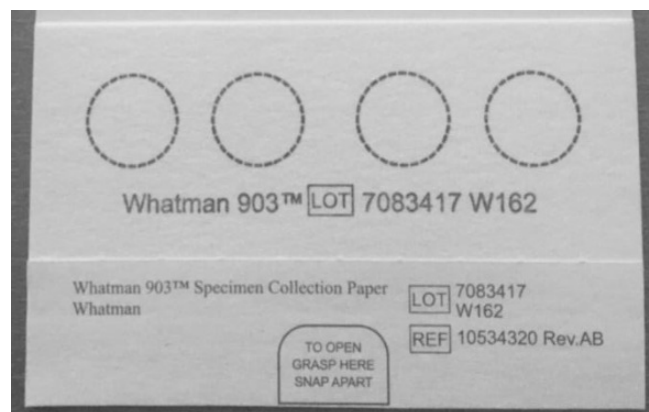 Whatman 903™ LOT 7083417 W162
Whatman 903™ Specimen Collection Paper
Whatman
LOT 7083417
W162
REF 10534320 Rev.AB
TO OPEN
GRASP HERE
SNAP APART